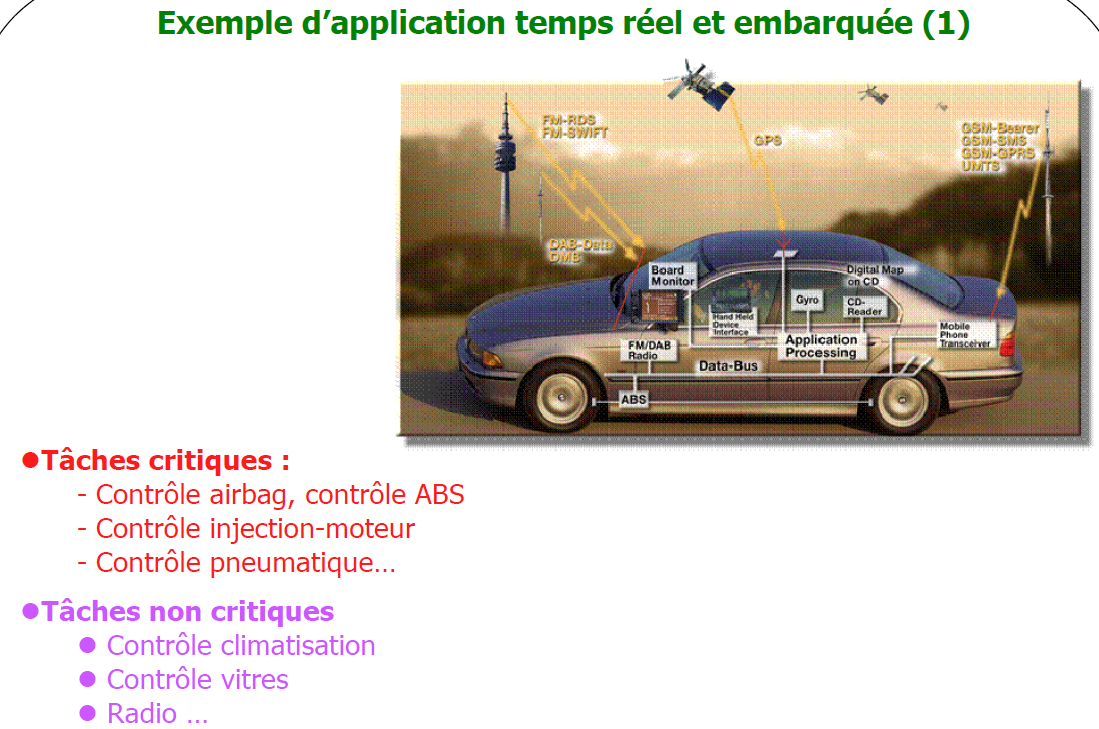 Exemple d’application temps réel et embarquée (1)
FM-RDS
FM-SWIFT
GPS
GSM-Bearer
GSM-SMS
GSM-GPRS
UMTS
DAB-Data
DMB
Board
Monitor
Hand Held
Device
Interface
Gyro
Digital Map
on CD
CD-
Reader
FM/DAB
Radio
Application
Processing
Mobile
Phone
Transceiver
Data-Bus
ABS
●Tâches critiques :
- Contrôle airbag, contrôle ABS
- Contrôle injection-moteur
- Contrôle pneumatique…
●Tâches non critiques
● Contrôle climatisation
● Contrôle vitres
● Radio …